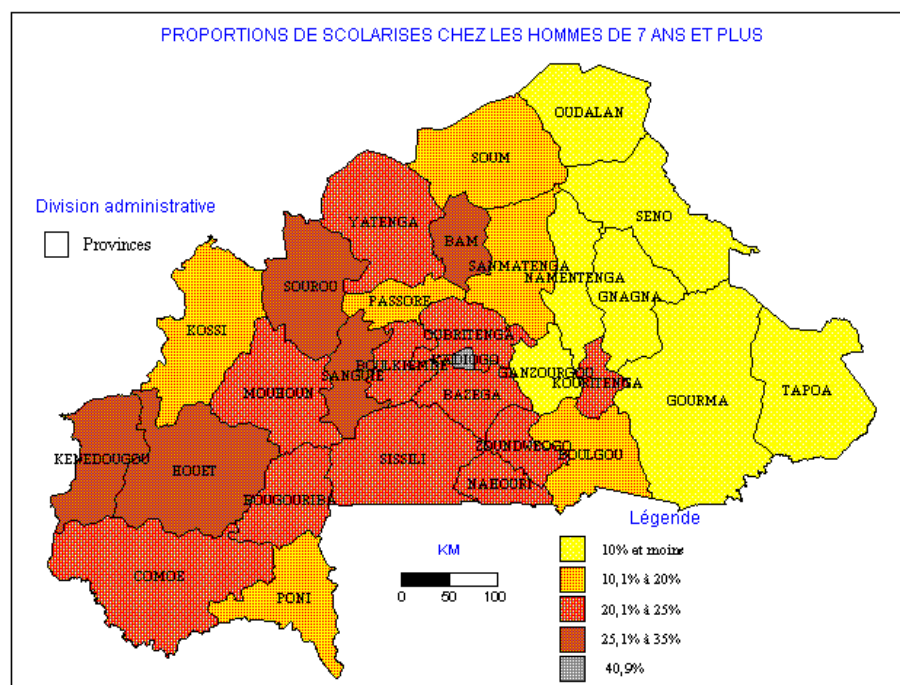 PROPORTIONS DE SCOLARISES CHEZ LES HOMMES DE 7 ANS ET PLUS
OUDALAN
SOUM
Division administrative
Provinces
SENO
YATENGA
BAM
SANMATENGA
NAMENTENGA
SOUROU
GNAGNA
PASSORE
KOSSI
OUBRITENGA
KADIOGO
BOULKIEMDE
SANGUIE
GANZOURGOU
KOURITENGA
MOUHOUN
BAZEGA
GOURMA
TAPOA
ZOUNDWEOGO
BOULGOU
KENEDOUGOU
HOUET
SISSILI
NAHOURI
BOUGOURIBA
Légende
KM
10% et moins
COMOE
10,1% à 20%
PONI
0 50 100
20,1% à 25%
25,1% à 35%
40,9%